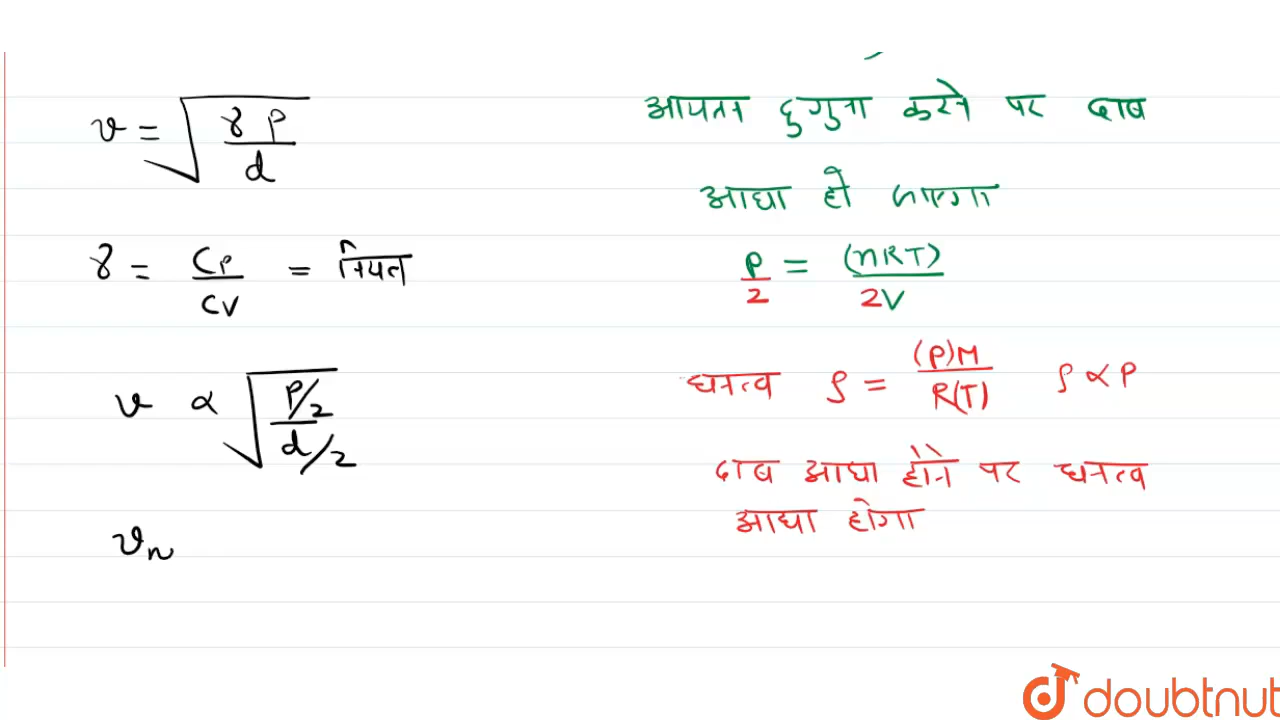 v = √(γ P / d)
γ = CP / CV = नियत
v ∝ √((P/2) / (d/2))
vn
आयतन दुगुना करने पर दाब
आधा हो जाएगा
P/2 = (nRT) / 2V
घनत्व ρ = (P)M / R(T) ρ ∝ P
दाब आधा होने पर घनत्व
आधा होगा
doubtnut